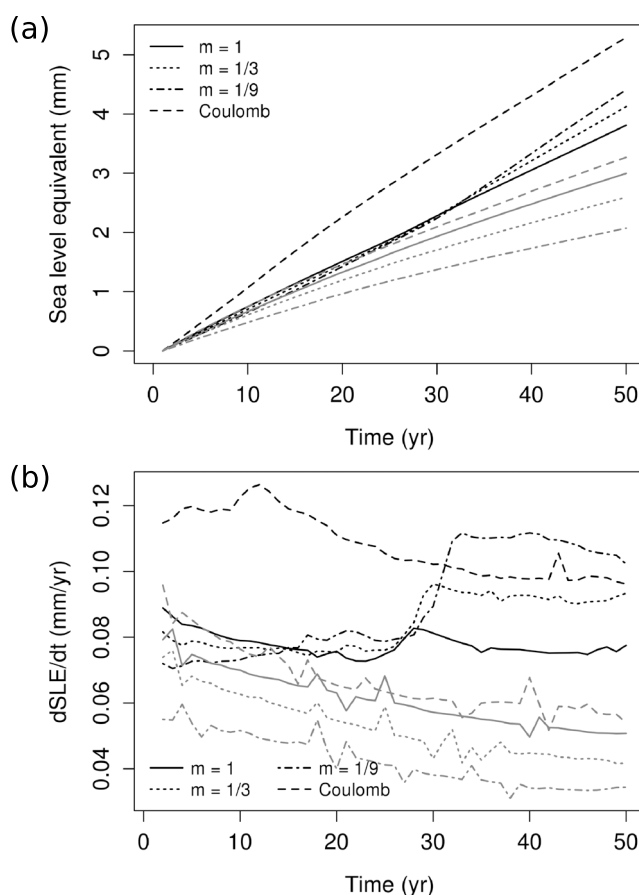 (a)
Sea level equivalent (mm)
5
4
3
2
1
0
m = 1
m = 1/3
m = 1/9
Coulomb
0 10 20 30 40 50
Time (yr)
(b)
dSLE/dt (mm/yr)
0.12
0.10
0.08
0.06
0.04
m = 1 m = 1/9
m = 1/3 Coulomb
0 10 20 30 40 50
Time (yr)